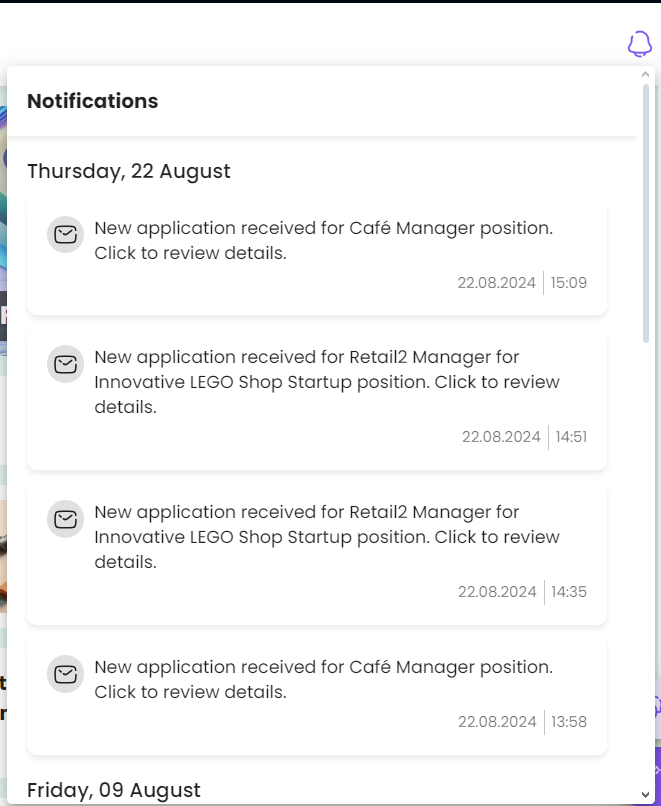 Notifications
Thursday, 22 August
New application received for Café Manager position.
Click to review details.
22.08.2024 | 15:09
New application received for Retail2 Manager for
Innovative LEGO Shop Startup position. Click to review
details.
22.08.2024 | 14:51
New application received for Retail2 Manager for
Innovative LEGO Shop Startup position. Click to review
details.
22.08.2024 | 14:35
New application received for Café Manager position.
Click to review details.
22.08.2024 | 13:58
Friday, 09 August